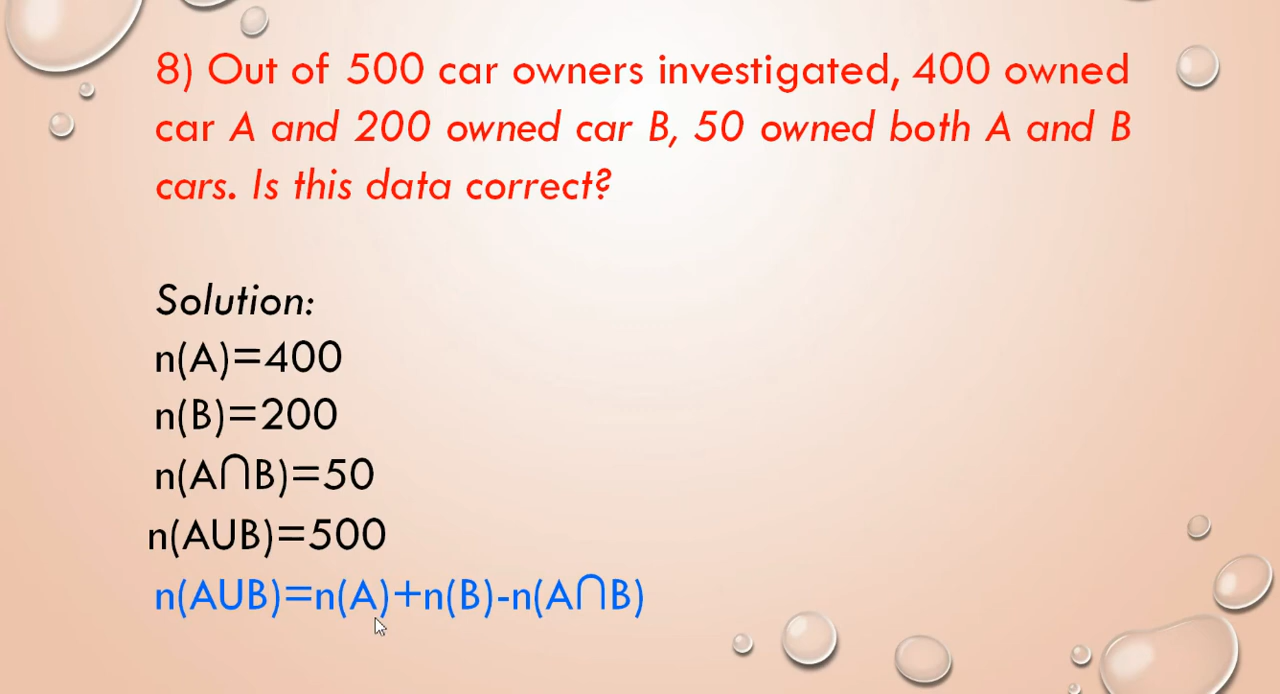 8) Out of 500 car owners investigated, 400 owned
car A and 200 owned car B, 50 owned both A and B
cars. Is this data correct?
Solution:
n(A)=400
n(B)=200
n(A∩B)=50
n(AUB)=500
n(AUB)=n(A)+n(B)-n(A∩B)